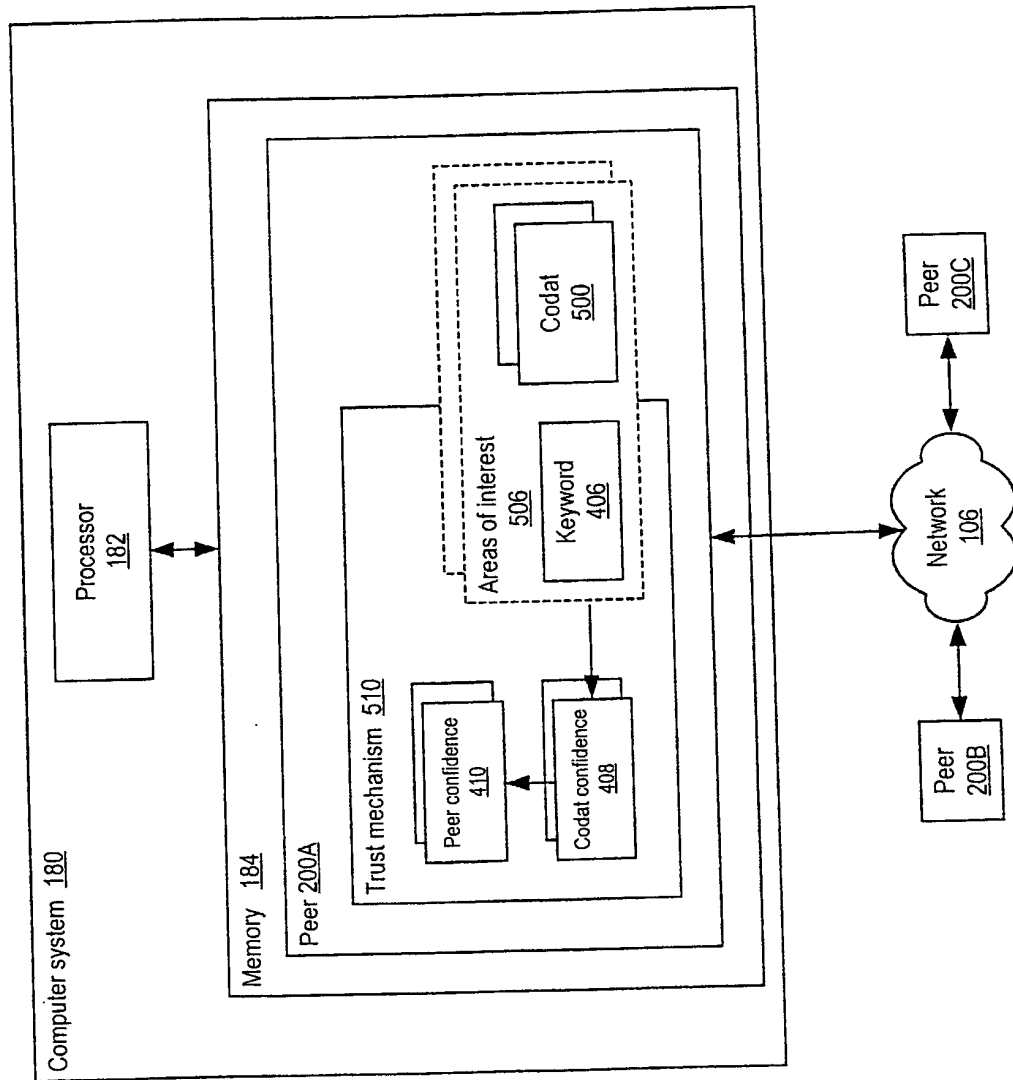 Computer system 180
Processor
182
Memory 184
Peer 200A
Trust mechanism 510
Peer confidence
410
Codat confidence
408
Areas of interest
506
Keyword
406
Codat
500
Peer
200B
Network
106
Peer
200C